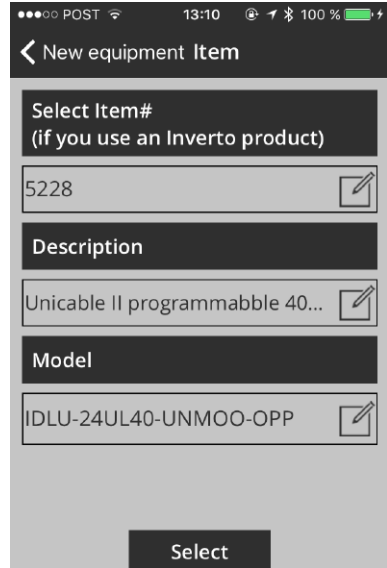 POST 13:10 100 %
New equipment Item
Select Item#
(if you use an Inverto product)
5228
Description
Unicable II programmabble 40...
Model
IDLU-24UL40-UNMOO-OPP
Select